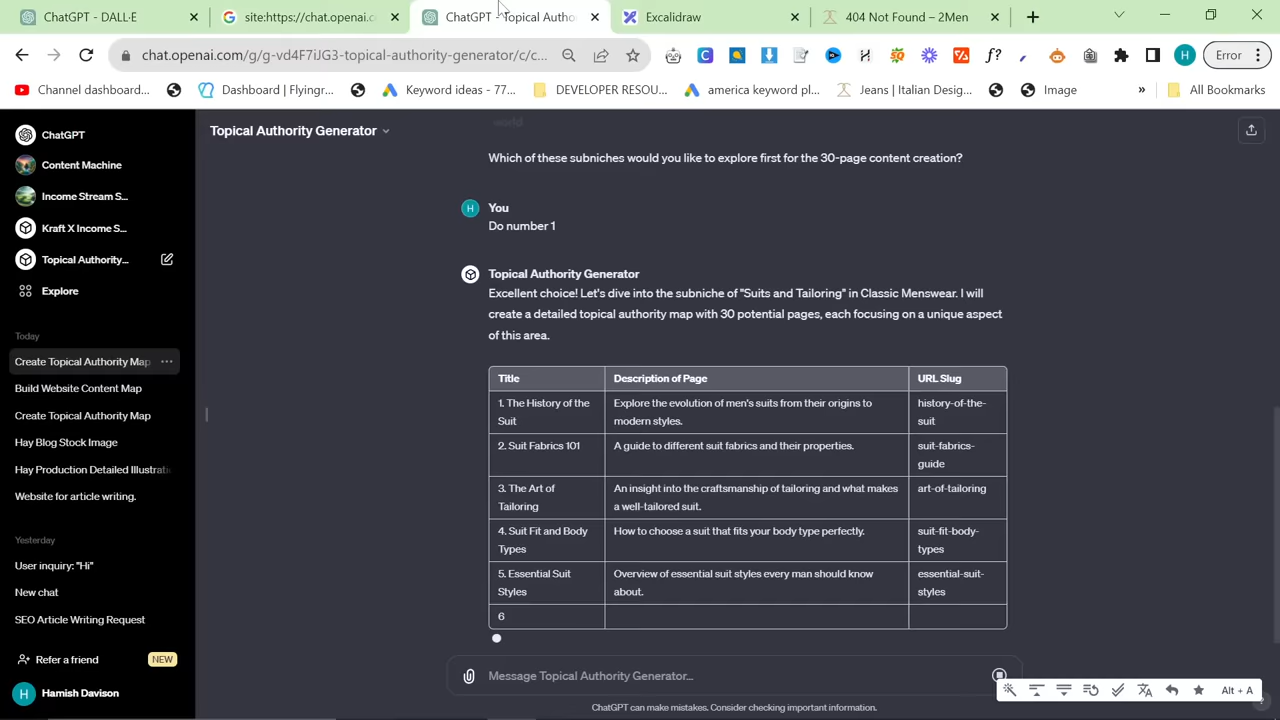 ChatGPT - DALL·E
site:https://chat.openai.co
ChatGPT - Topical Autho
Excalidraw
404 Not Found – 2Men
chat.openai.com/g/g-vd4F7iJG3-topical-authority-generator/c/c...
Error
Channel dashboard...
Dashboard | Flyingr...
Keyword ideas - 77...
DEVELOPER RESOU...
america keyword pl...
Jeans | Italian Desig...
Image
»
All Bookmarks
ChatGPT
Content Machine
Income Stream S...
Kraft X Income S...
Topical Authority...
Explore
Today
Create Topical Authority Map
Build Website Content Map
Create Topical Authority Map
Hay Blog Stock Image
Hay Production Detailed Illustrati
Website for article writing.
Yesterday
User inquiry: "Hi"
New chat
SEO Article Writing Request
Refer a friend
NEW
H
Hamish Davison
Topical Authority Generator
world
Which of these subniches would you like to explore first for the 30-page content creation?
H
You
Do number 1
Topical Authority Generator
Excellent choice! Let's dive into the subniche of "Suits and Tailoring" in Classic Menswear. I will
create a detailed topical authority map with 30 potential pages, each focusing on a unique aspect
of this area.
Title
Description of Page
URL Slug
1. The History of the
Suit
Explore the evolution of men's suits from their origins to
modern styles.
history-of-the-
suit
2. Suit Fabrics 101
A guide to different suit fabrics and their properties.
suit-fabrics-
guide
3. The Art of
Tailoring
An insight into the craftsmanship of tailoring and what makes
a well-tailored suit.
art-of-tailoring
4. Suit Fit and Body
Types
How to choose a suit that fits your body type perfectly.
suit-fit-body-
types
5. Essential Suit
Styles
Overview of essential suit styles every man should know
about.
essential-suit-
styles
6
Message Topical Authority Generator...
Alt + A
ChatGPT can make mistakes. Consider checking important information.